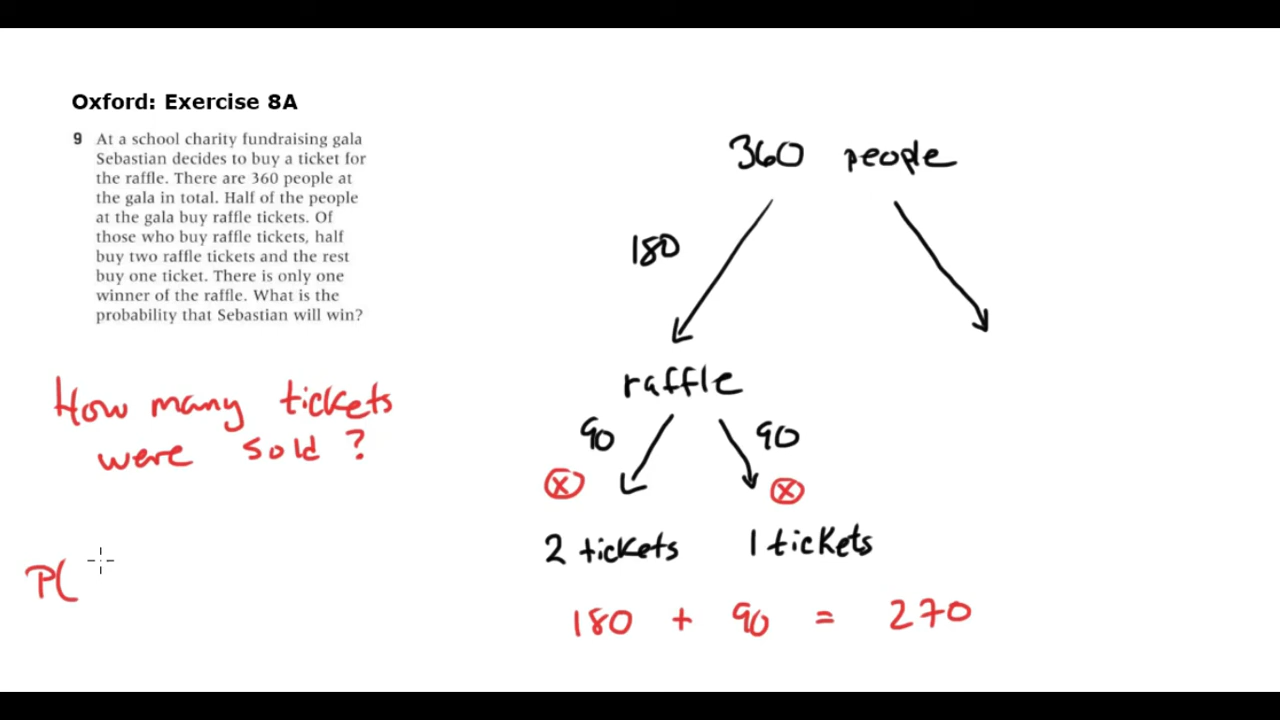 Oxford: Exercise 8A
9 At a school charity fundraising gala
Sebastian decides to buy a ticket for
the raffle. There are 360 people at
the gala in total. Half of the people
at the gala buy raffle tickets. Of
those who buy raffle tickets, half
buy two raffle tickets and the rest
buy one ticket. There is only one
winner of the raffle. What is the
probability that Sebastian will win?
How many tickets
were sold ?
P(
360 people
180
raffle
90 90
x x
2 tickets 1 tickets
180 + 90 = 270